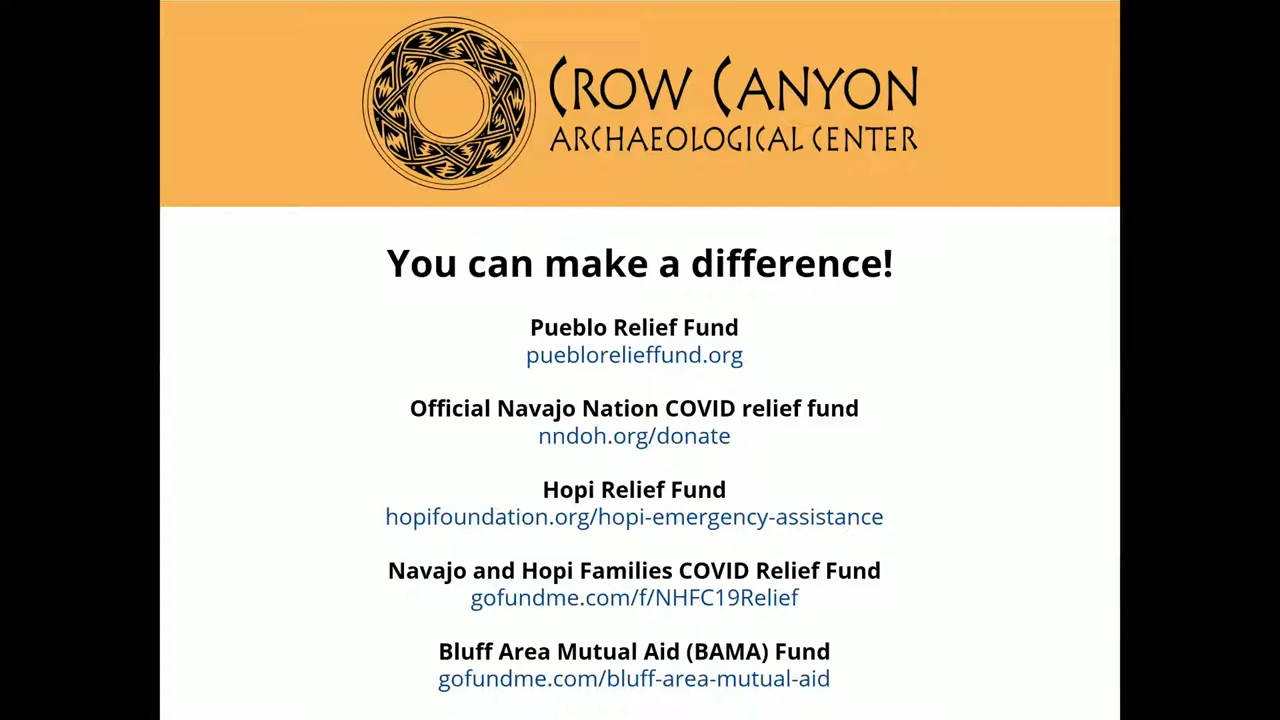 CROW CANYON
ARCHAEOLOGICAL CENTER
You can make a difference!
Pueblo Relief Fund
pueblorelieffund.org
Official Navajo Nation COVID relief fund
nndoh.org/donate
Hopi Relief Fund
hopifoundation.org/hopi-emergency-assistance
Navajo and Hopi Families COVID Relief Fund
gofundme.com/f/NHFC19Relief
Bluff Area Mutual Aid (BAMA) Fund
gofundme.com/bluff-area-mutual-aid